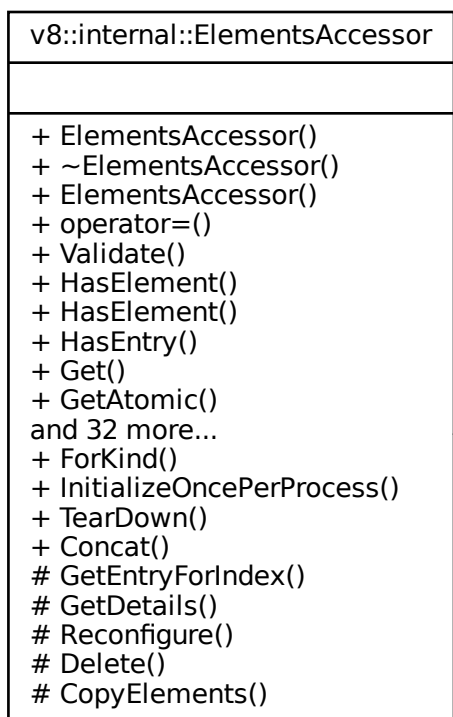 v8::internal::ElementsAccessor
+ ElementsAccessor()
+ ~ElementsAccessor()
+ ElementsAccessor()
+ operator=()
+ Validate()
+ HasElement()
+ HasElement()
+ HasEntry()
+ Get()
+ GetAtomic()
and 32 more...
+ ForKind()
+ InitializeOncePerProcess()
+ TearDown()
+ Concat()
# GetEntryForIndex()
# GetDetails()
# Reconfigure()
# Delete()
# CopyElements()